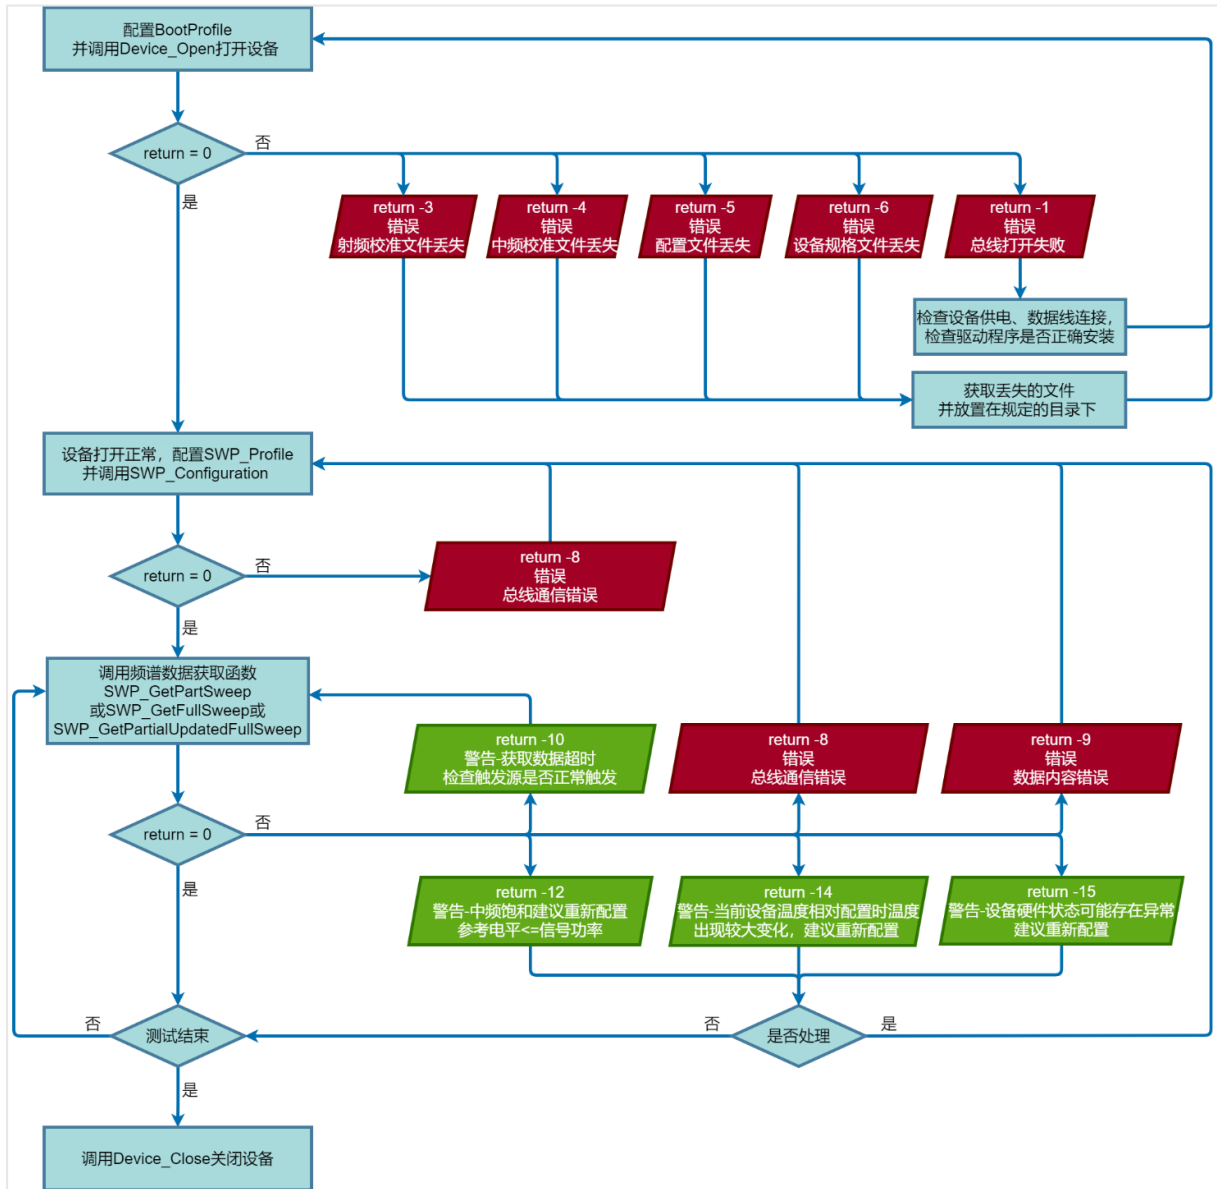 配置BootProfile
并调用Device_Open打开设备
return = 0
否
是
return -3
错误
射频校准文件丢失
return -4
错误
中频校准文件丢失
return -5
错误
配置文件丢失
return -6
错误
设备规格文件丢失
return -1
错误
总线打开失败
检查设备供电、数据线连接，
检查驱动程序是否正确安装
获取丢失的文件
并放置在规定的目录下
设备打开正常，配置SWP_Profile
并调用SWP_Configuration
return = 0
否
是
return -8
错误
总线通信错误
调用频谱数据获取函数
SWP_GetPartSweep
或SWP_GetFullSweep或
SWP_GetPartialUpdatedFullSweep
return -10
警告-获取数据超时
检查触发源是否正常触发
return -8
错误
总线通信错误
return -9
错误
数据内容错误
return = 0
否
是
return -12
警告-中频饱和建议重新配置
参考电平<=信号功率
return -14
警告-当前设备温度相对配置时温度
出现较大变化，建议重新配置
return -15
警告-设备硬件状态可能存在异常
建议重新配置
否
测试结束
是
否
是否处理
是
调用Device_Close关闭设备